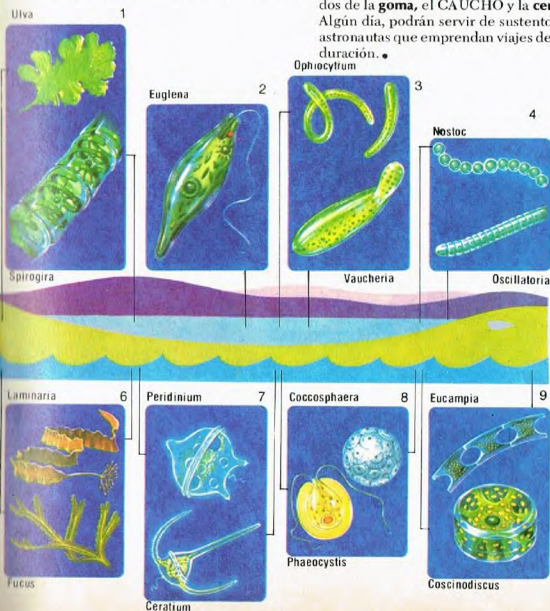 dos de la goma, el CAUCHO y la
Algún día, podrán servir de sustento
astronautas que emprendan viajes de
duración. •
Ulva
1
Euglena
2
Ophiocytium
3
Nostoc
4
Spirogira
Vaucheria
Oscillatoria
Laminaria
6
Peridinium
7
Coccosphaera
8
Eucampia
9
Fucus
Ceratium
Phaeocystis
Coscinodiscus